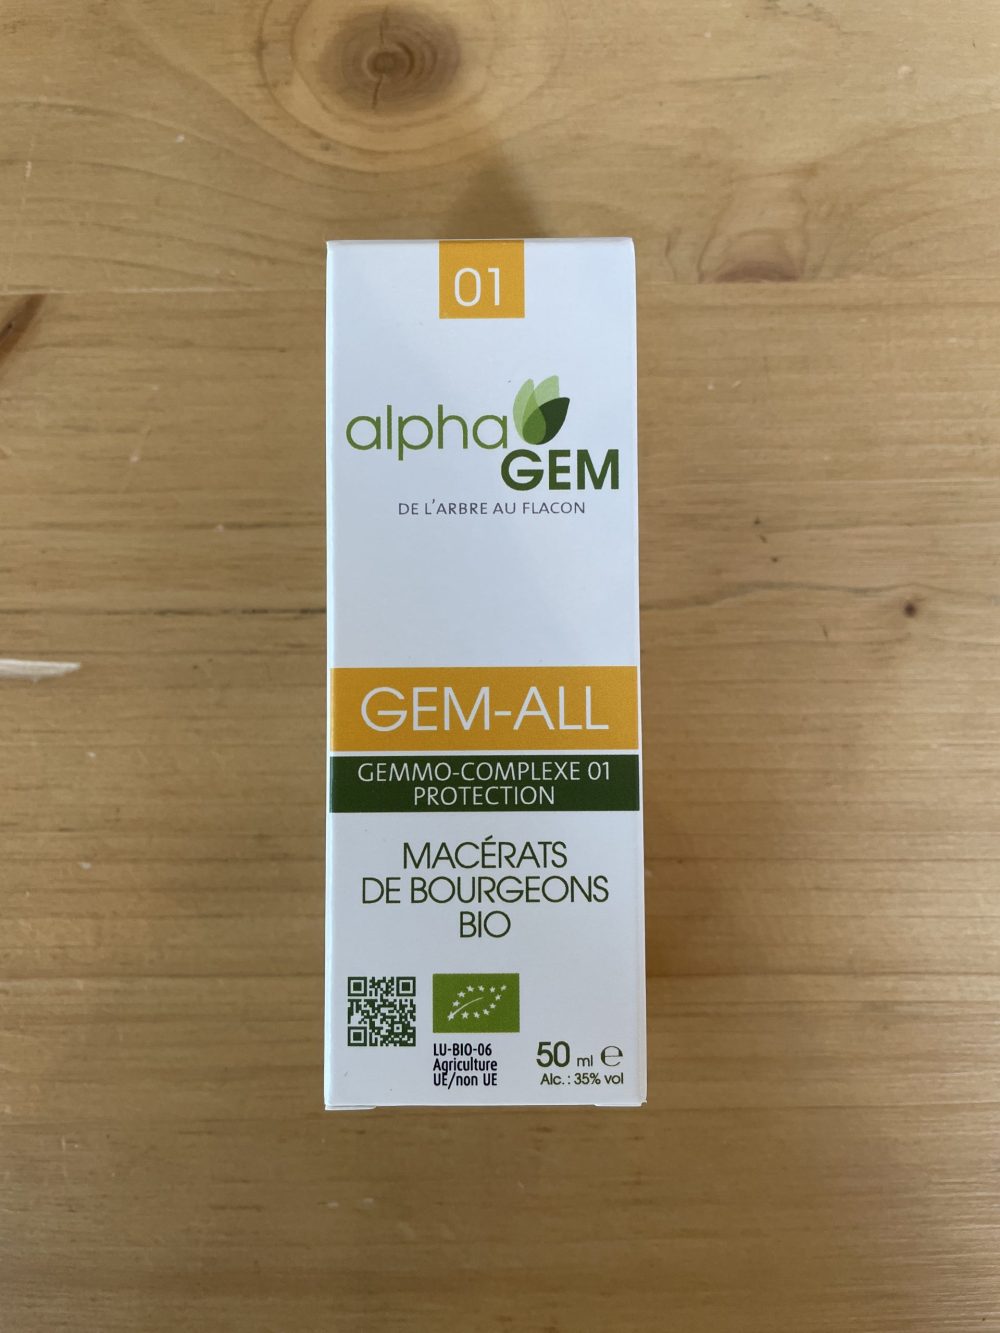 01
alpha
GEM
DE L'ARBRE AU FLACON
GEM-ALL
GEMMO-COMPLEXE 01
PROTECTION
MACÉRATS
DE BOURGEONS
BIO
LU-BIO-06
Agriculture
UE/non UE
50 ml ℮
Alc.: 35% vol